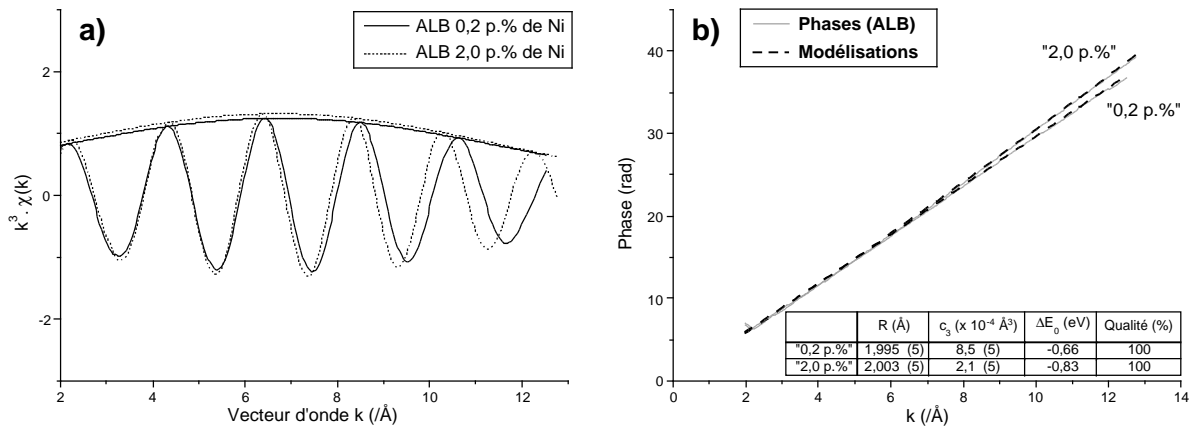 a)
ALB 0,2 p.% de Ni
ALB 2,0 p.% de Ni
2
0
-2
k³ . χ(k)
2 4 6 8 10 12
Vecteur d'onde k (/Å)
b)
Phases (ALB)
Modélisations
"2,0 p.%"
"0,2 p.%"
40
30
20
10
0
Phase (rad)
R (Å) c₃ (x 10⁻⁴ Å³) ΔE₀ (eV) Qualité (%)
"0,2 p.%" 1,995 (5) 8,5 (5) -0,66 100
"2,0 p.%" 2,003 (5) 2,1 (5) -0,83 100
0 2 4 6 8 10 12 14
k (/Å)